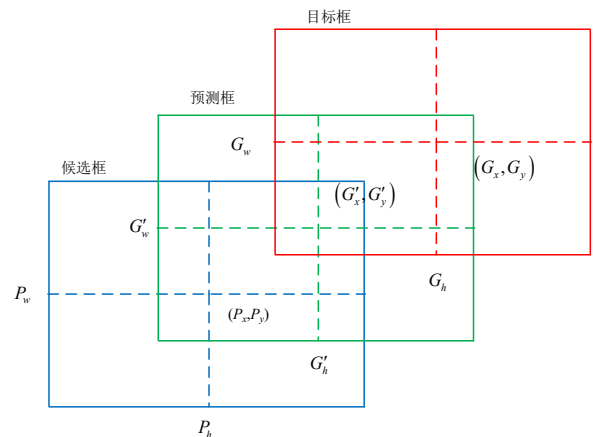 目标框
预测框
G_w
(G_x, G_y)
候选框
(G'_x, G'_y)
G'_w
G_h
P_w
(P_x,P_y)
G'_h
P_h